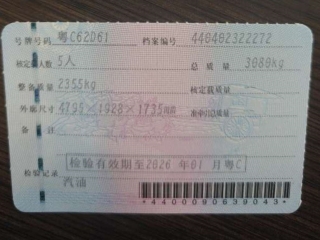 号牌号码 粤C62D61 档案编号 440402322272
核定载人数 5人 总质量 3080kg
整备质量 2355kg 核定载质量
外廓尺寸 4795×1928×1735mm 准牵引总质量
备注
检验有效期至2026年01月粤C
检验记录 汽油
*4400090639043*